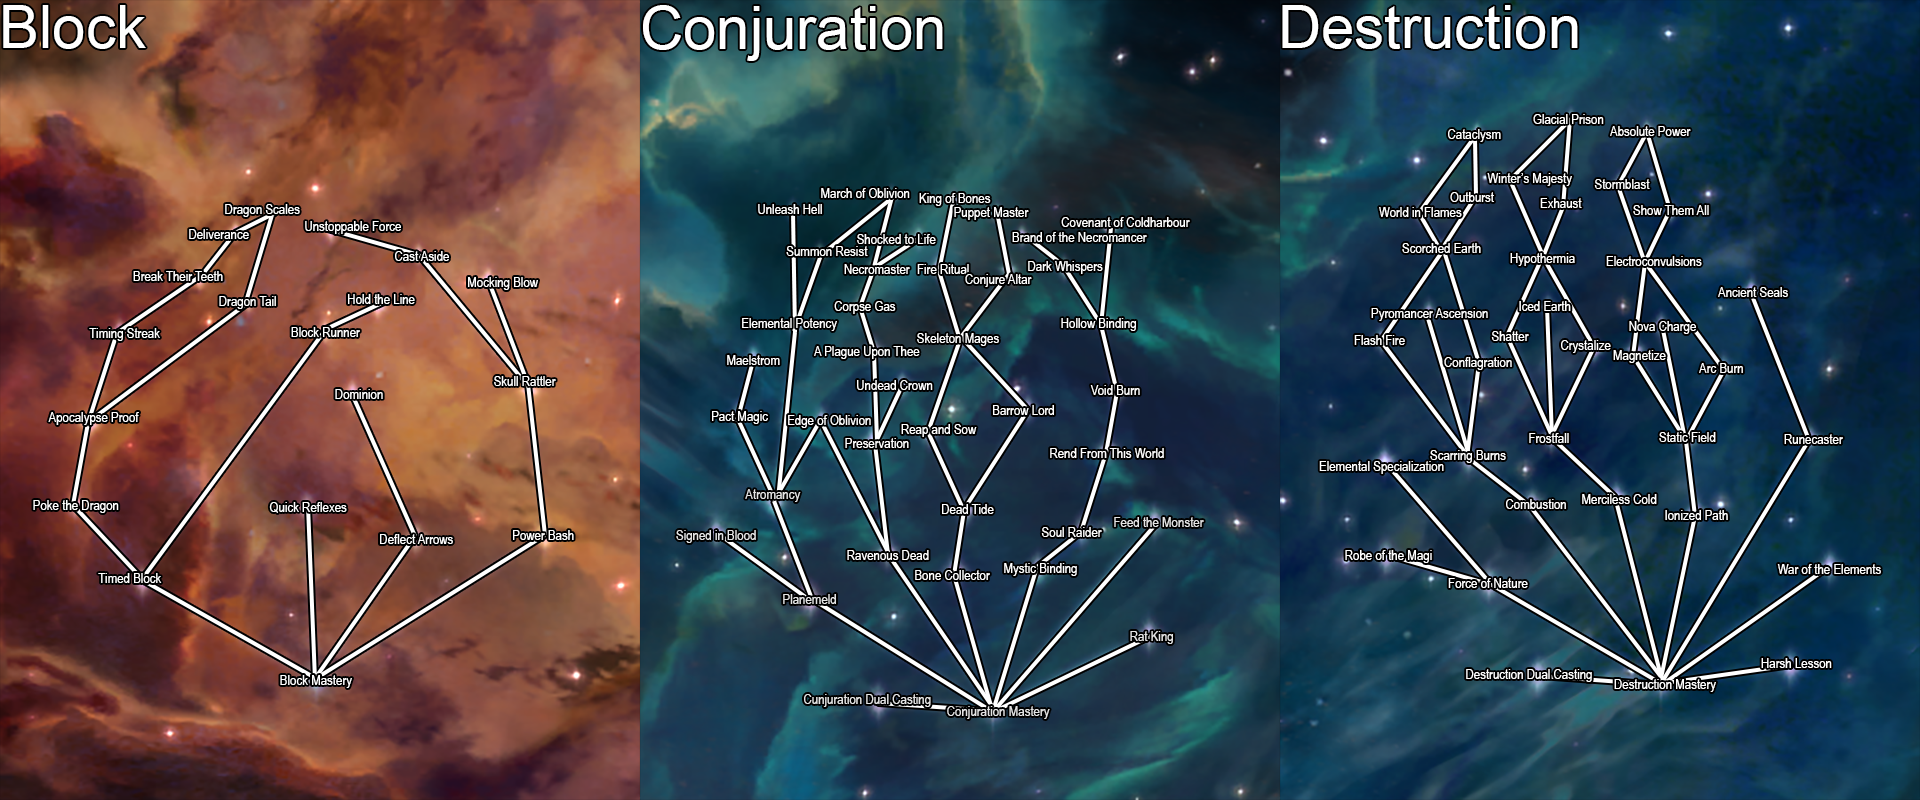 Block
Dragon Scales
Deliverance
Unstoppable Force
Cast Aside
Break Their Teeth
Mocking Blow
Dragon Tail
Hold the Line
Timing Streak
Block Runner
Skull Rattler
Dominion
Apocalypse Proof
Poke the Dragon
Quick Reflexes
Deflect Arrows
Power Bash
Timed Block
Block Mastery
Conjuration
March of Oblivion
King of Bones
Unleash Hell
Puppet Master
Covenant of Coldharbour
Shocked to Life
Brand of the Necromancer
Summon Resist
Necromaster
Fire Ritual
Dark Whispers
Conjure Altar
Corpse Gas
Elemental Potency
Hollow Binding
Skeleton Mages
A Plague Upon Thee
Maelstrom
Undead Crown
Void Burn
Barrow Lord
Pact Magic
Edge of Oblivion
Reap and Sow
Preservation
Rend From This World
Atromancy
Dead Tide
Feed the Monster
Signed in Blood
Soul Raider
Ravenous Dead
Mystic Binding
Bone Collector
Planemeld
Rat King
Cunjuration Dual Casting
Conjuration Mastery
Destruction
Glacial Prison
Cataclysm
Absolute Power
Winter's Majesty
Stormblast
Outburst
Exhaust
World in Flames
Show Them All
Scorched Earth
Hypothermia
Electroconvulsions
Ancient Seals
Iced Earth
Pyromancer Ascension
Nova Charge
Shatter
Flash Fire
Crystalize
Magnetize
Conflagration
Arc Burn
Frostfall
Static Field
Runecaster
Scarring Burns
Elemental Specialization
Merciless Cold
Combustion
Ionized Path
Robe of the Magi
War of the Elements
Force of Nature
Harsh Lesson
Destruction Dual Casting
Destruction Mastery